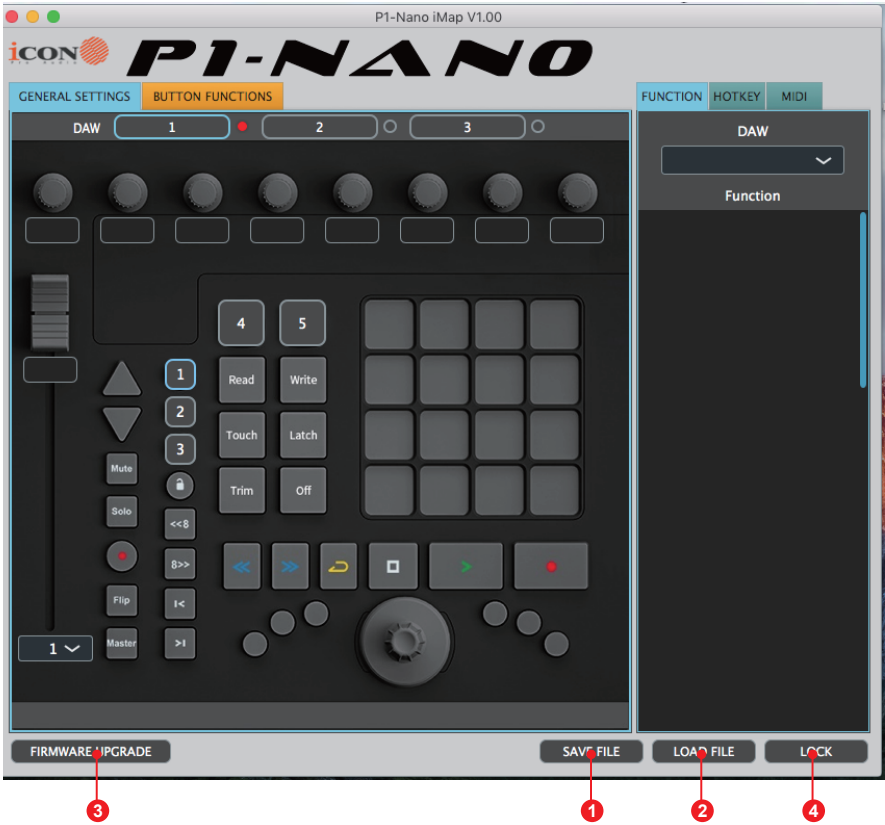 P1-Nano iMap V1.00
iCON
PRO AUDIO
P1-NANO
GENERAL SETTINGS BUTTON FUNCTIONS
FUNCTION HOTKEY MIDI
DAW 1 2 3
DAW
Function
4 5
1
Read Write
2
Touch Latch
3
Mute
Trim Off
Solo
<<8
8>>
<< >> >
Flip
I<
1
Master
>I
FIRMWARE UPGRADE SAVE FILE LOAD FILE LOCK
3 1 2 4